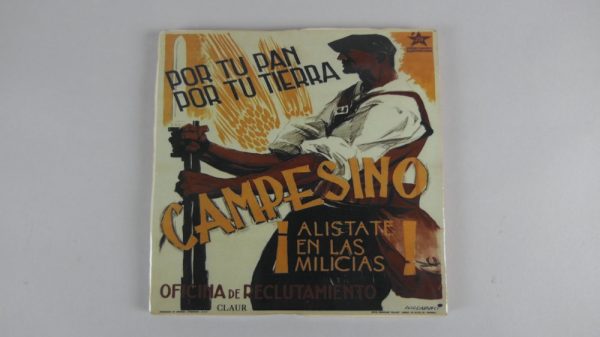 POR TU PAN
POR TU TIERRA
CAMPESINO
¡ALISTATE
EN LAS
MILICIAS!
OFICINA DE RECLUTAMIENTO
CLAUR